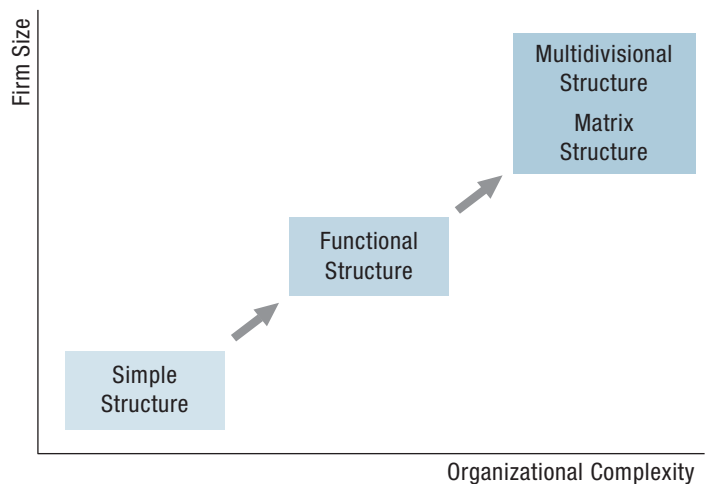 Firm Size
Multidivisional
Structure
Matrix
Structure
Functional
Structure
Simple
Structure
Organizational Complexity